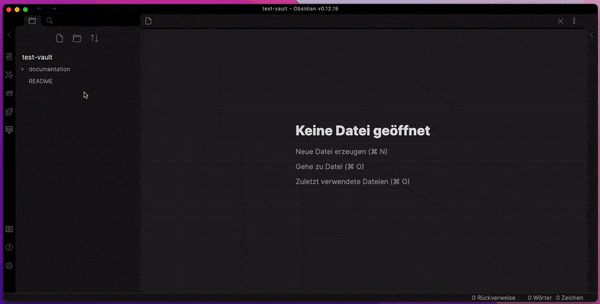 test-vault - Obsidian v0.12.19
test-vault
documentation
README
Keine Datei geöffnet
Neue Datei erzeugen (⌘ N)
Gehe zu Datei (⌘ O)
Zuletzt verwendete Dateien (⌘ O)
0 Rückverweise 0 Wörter 0 Zeichen